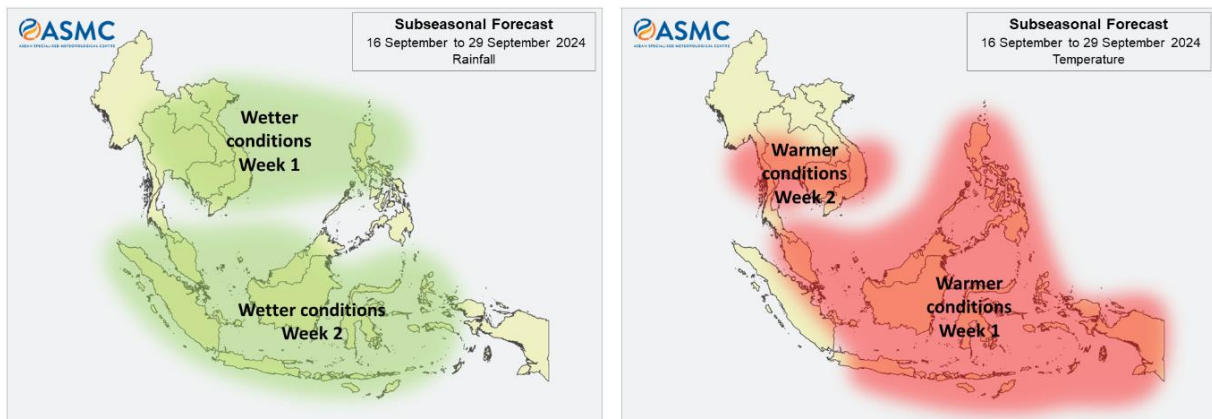 ASMC
ASEAN SPECIALISED METEOROLOGICAL CENTRE
Subseasonal Forecast
16 September to 29 September 2024
Rainfall
Wetter
conditions
Week 1
Wetter conditions
Week 2
ASMC
ASEAN SPECIALISED METEOROLOGICAL CENTRE
Subseasonal Forecast
16 September to 29 September 2024
Temperature
Warmer
conditions
Week 2
Warmer
conditions
Week 1